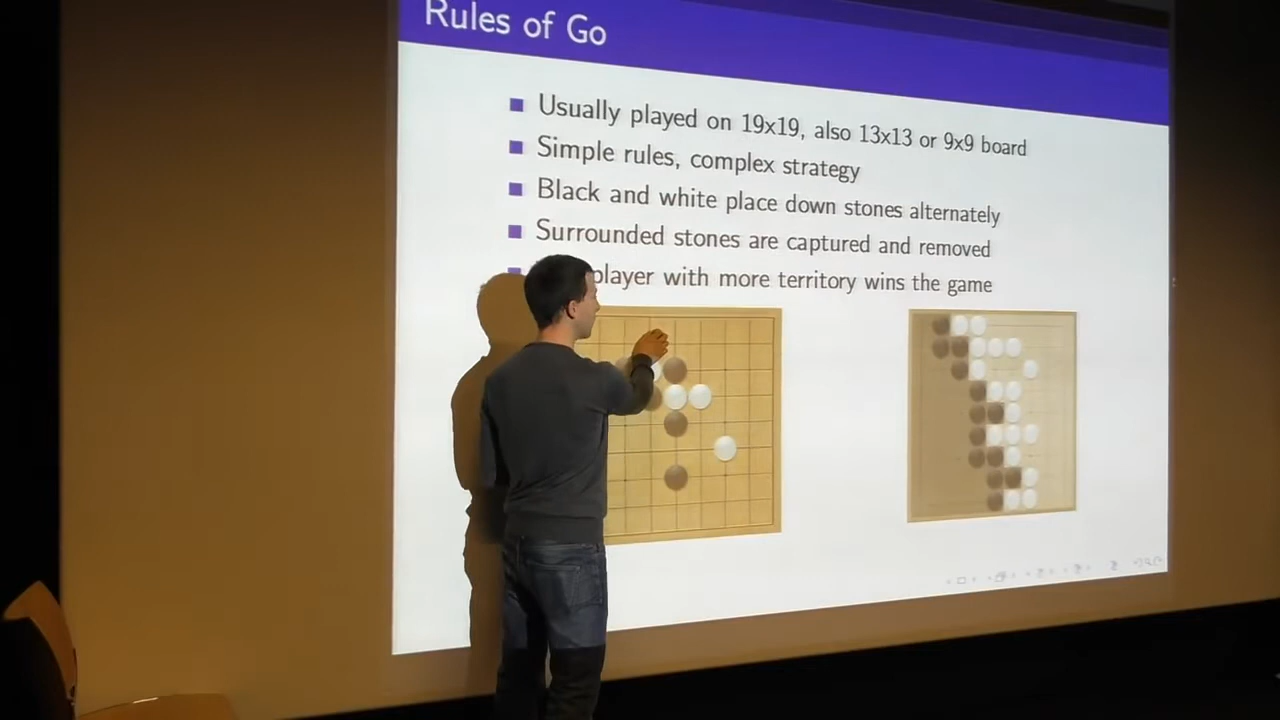 Rules of Go
Usually played on 19x19, also 13x13 or 9x9 board
Simple rules, complex strategy
Black and white place down stones alternately
Surrounded stones are captured and removed
player with more territory wins the game